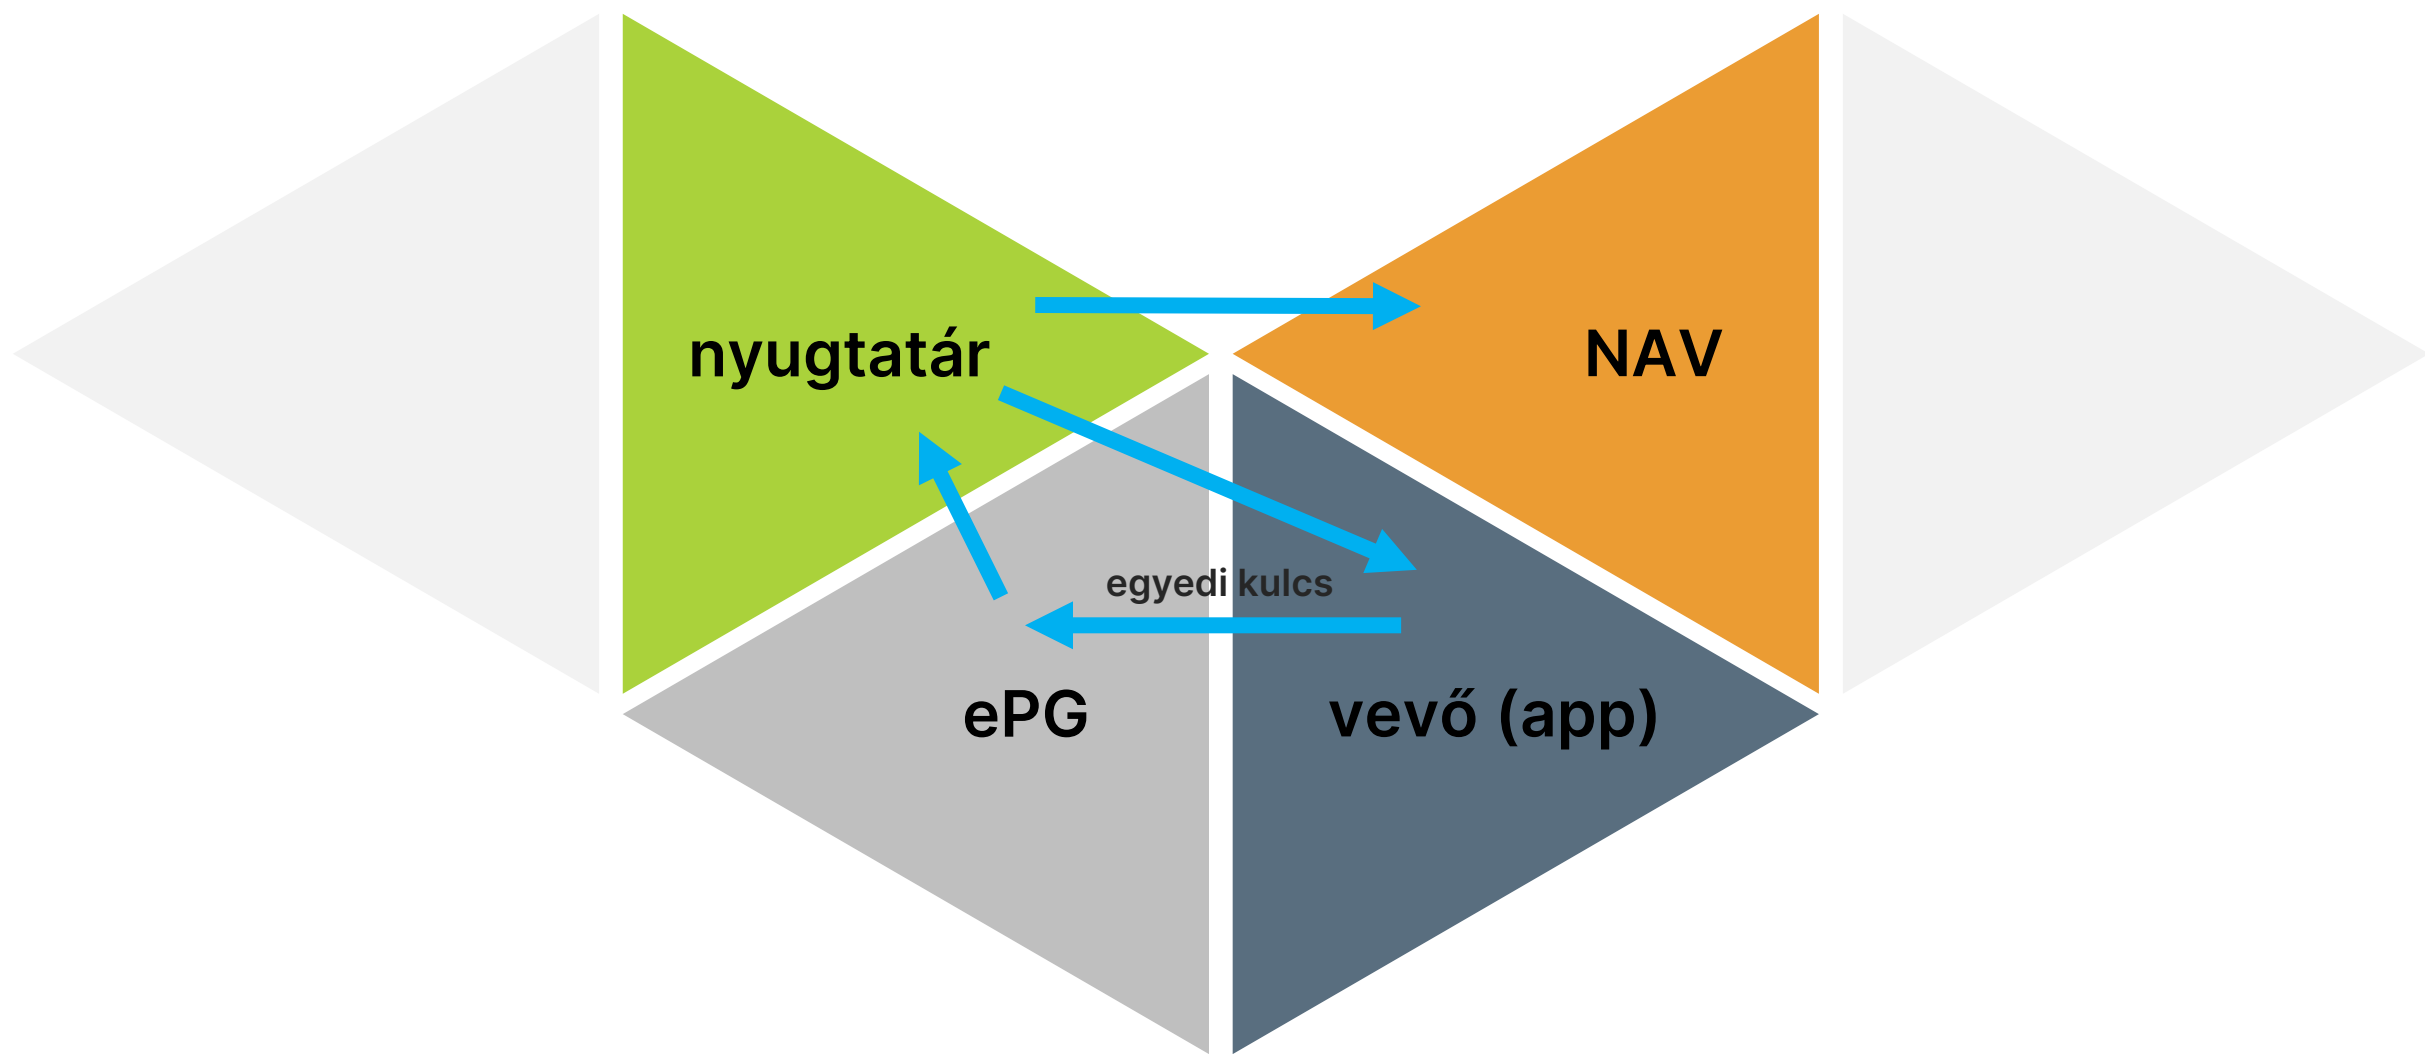 nyugtatár
NAV
egyedi kulcs
ePG
vevő (app)